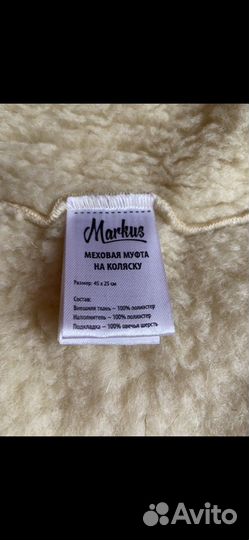 Markus
МЕХОВАЯ МУФТА
НА КОЛЯСКУ
Размер: 45 х 25 см
Состав:
Внешняя ткань — 100% полиэстер
Наполнитель — 100% полиэстер
Подкладка — 100% овечья шерсть
Avito